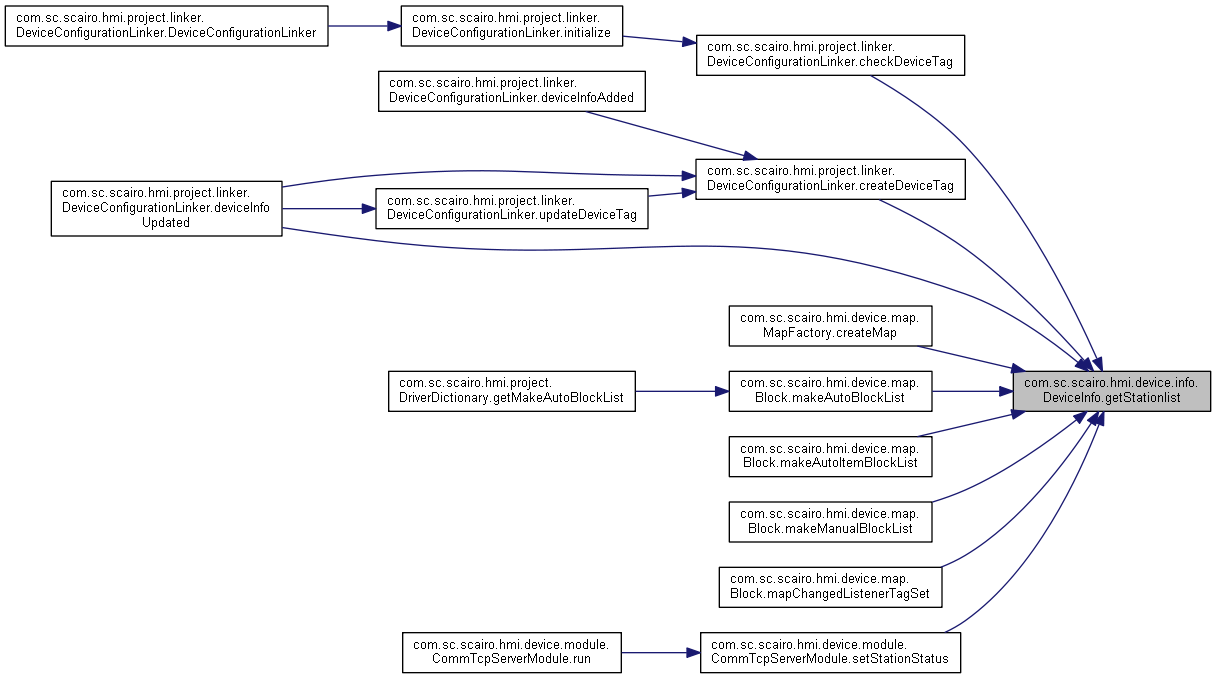 com.sc.scairo.hmi.project.linker.
DeviceConfigurationLinker.DeviceConfigurationLinker
com.sc.scairo.hmi.project.linker.
DeviceConfigurationLinker.initialize
com.sc.scairo.hmi.project.linker.
DeviceConfigurationLinker.checkDeviceTag
com.sc.scairo.hmi.project.linker.
DeviceConfigurationLinker.deviceInfoAdded
com.sc.scairo.hmi.project.linker.
DeviceConfigurationLinker.createDeviceTag
com.sc.scairo.hmi.project.linker.
DeviceConfigurationLinker.deviceInfo
Updated
com.sc.scairo.hmi.project.linker.
DeviceConfigurationLinker.updateDeviceTag
com.sc.scairo.hmi.device.map.
MapFactory.createMap
com.sc.scairo.hmi.project.
DriverDictionary.getMakeAutoBlockList
com.sc.scairo.hmi.device.map.
Block.makeAutoBlockList
com.sc.scairo.hmi.device.info.
DeviceInfo.getStationlist
com.sc.scairo.hmi.device.map.
Block.makeAutoItemBlockList
com.sc.scairo.hmi.device.map.
Block.makeManualBlockList
com.sc.scairo.hmi.device.map.
Block.mapChangedListenerTagSet
com.sc.scairo.hmi.device.module.
CommTcpServerModule.run
com.sc.scairo.hmi.device.module.
CommTcpServerModule.setStationStatus